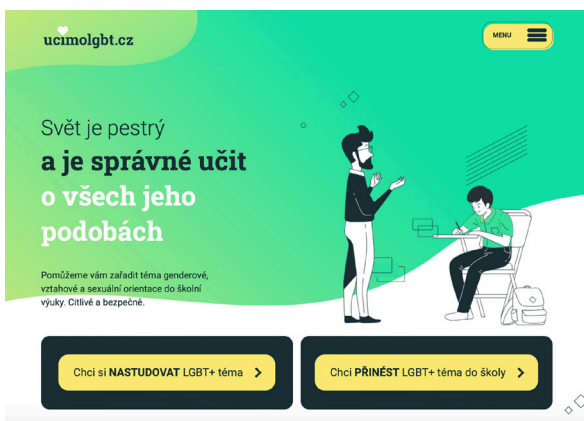 ucimolgbt.cz
MENU
Svět je pestrý
a je správné učit
o všech jeho
podobách
Pomůžeme vám zařadit téma genderové,
vztahové a sexuální orientace do školní
výuky. Citlivě a bezpečně.
Chci si NASTUDOVAT LGBT+ téma
Chci PŘINÉST LGBT+ téma do školy